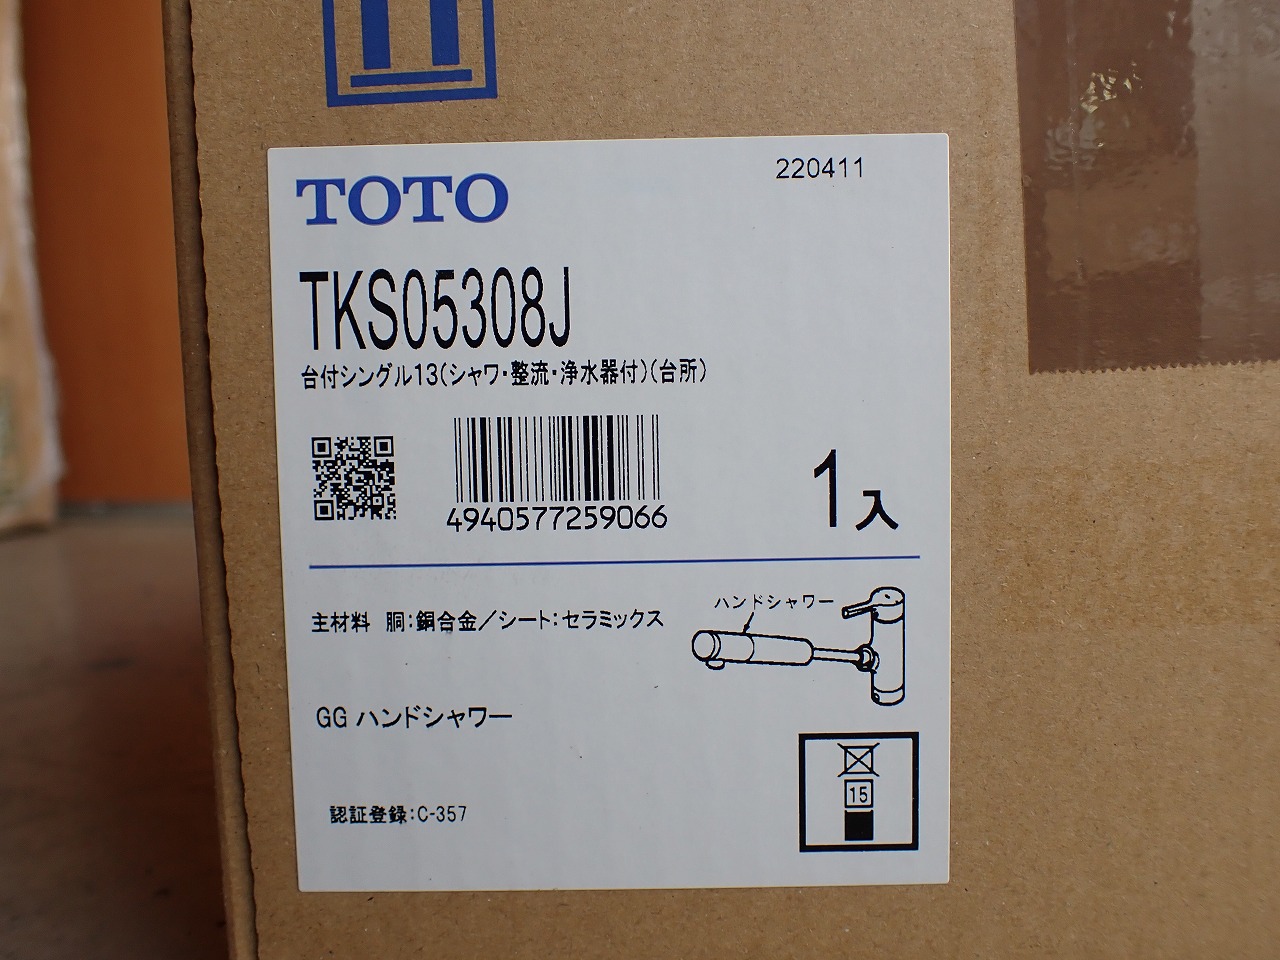 220411
TOTO
TKS05308J
台付シングル13(シャワ・整流・浄水器付)(台所)
4940577259066
1入
主材料 胴:銅合金/シート:セラミックス
ハンドシャワー
GG ハンドシャワー
15
認証登録:C-357